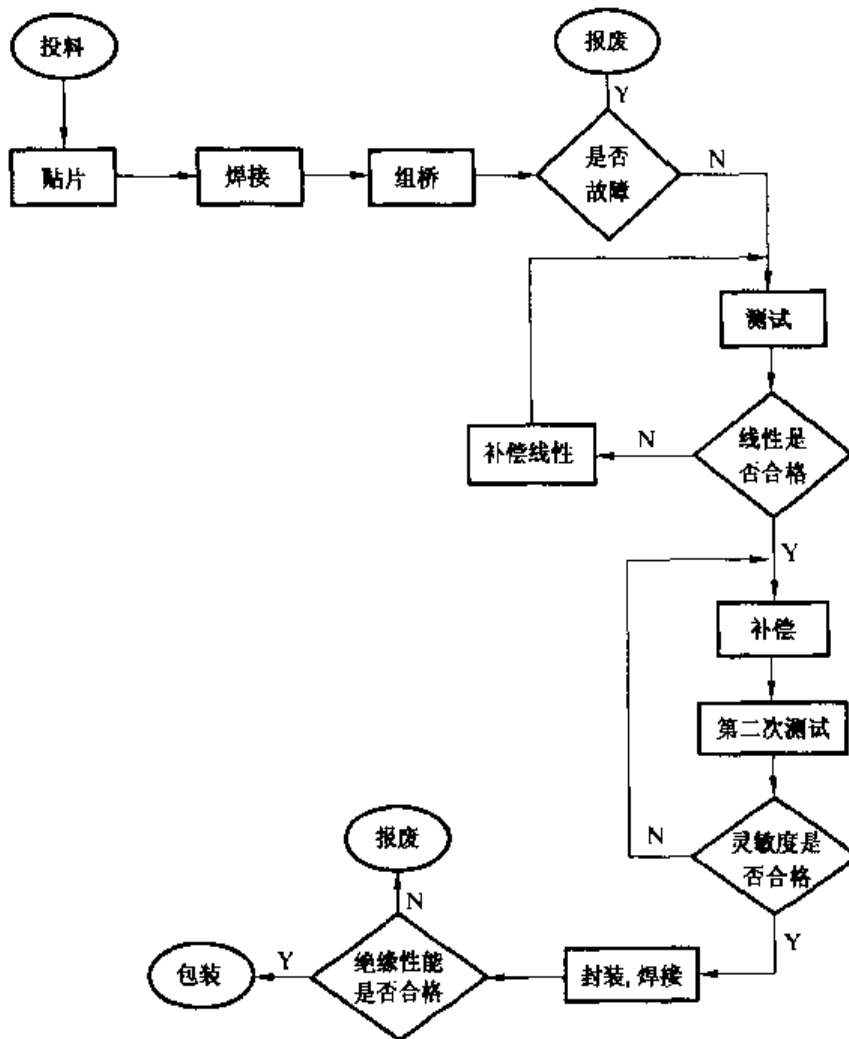 投料
报废
Y
贴片
焊接
组桥
是否
故障
N
测试
补偿线性
N
线性是
否合格
Y
补偿
第二次测试
报废
N
灵敏度是
否合格
N
Y
包装
Y
绝缘性能
是否合格
封装,焊接